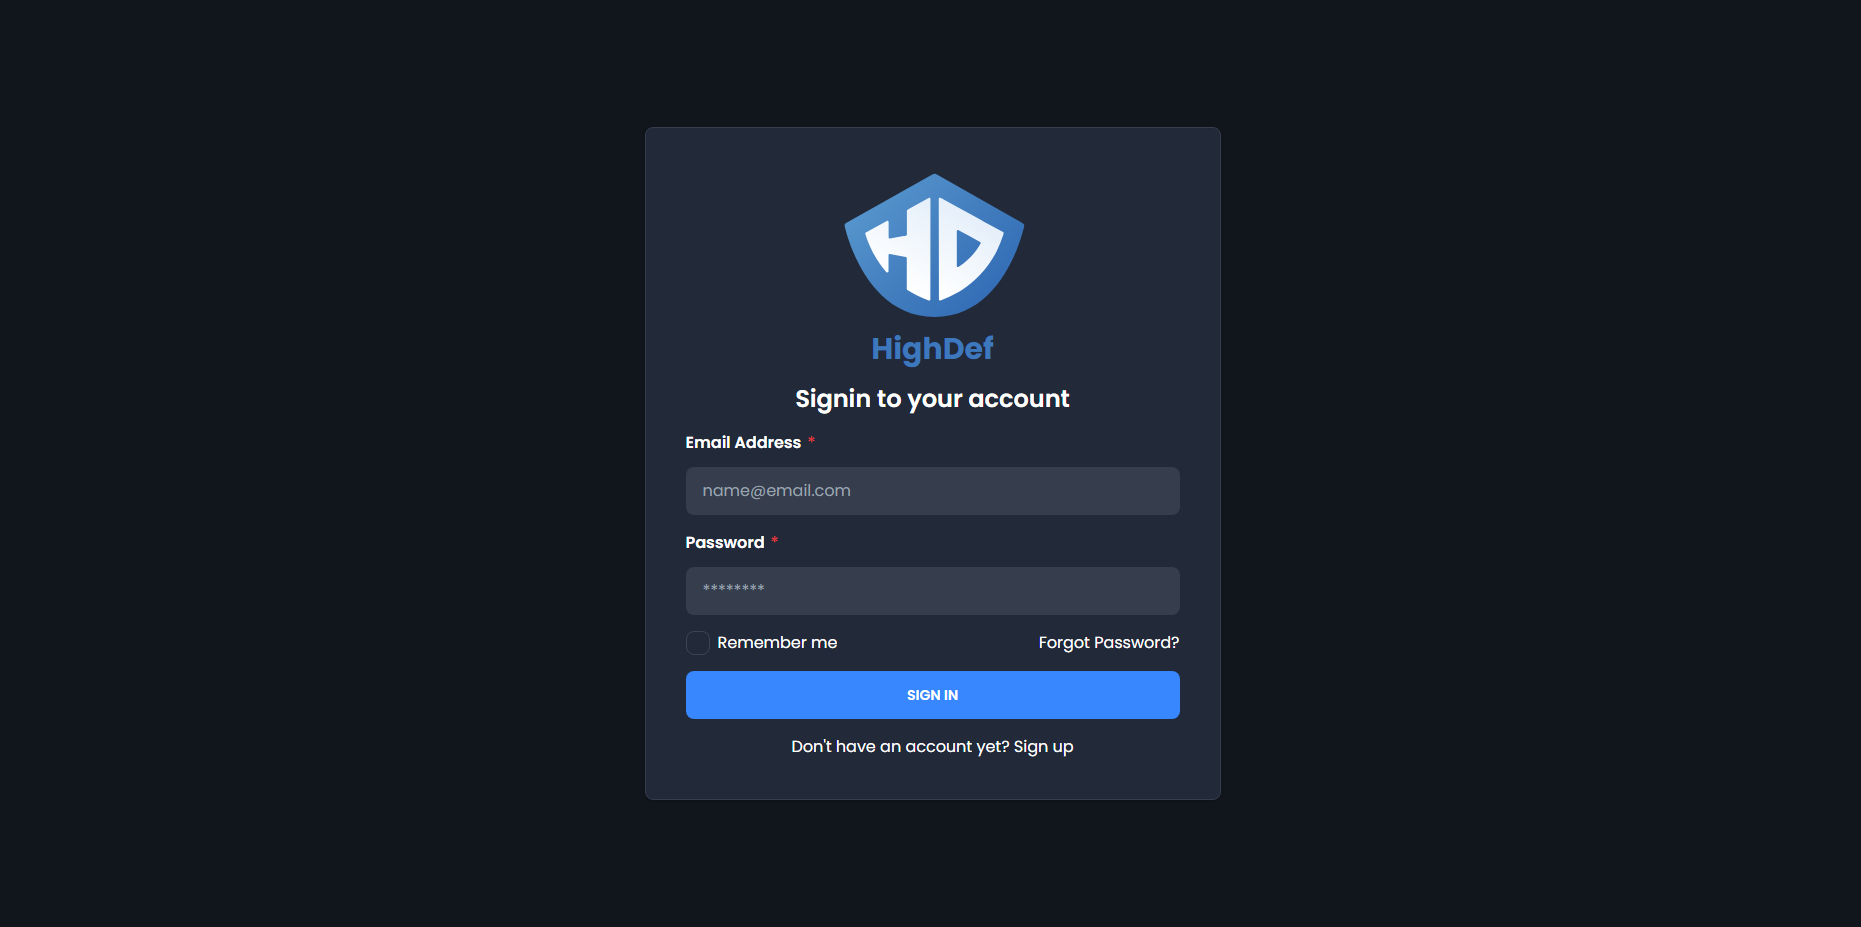 HD
HighDef
Signin to your account
Email Address *
name@email.com
Password *
********
Remember me
Forgot Password?
SIGN IN
Don't have an account yet? Sign up